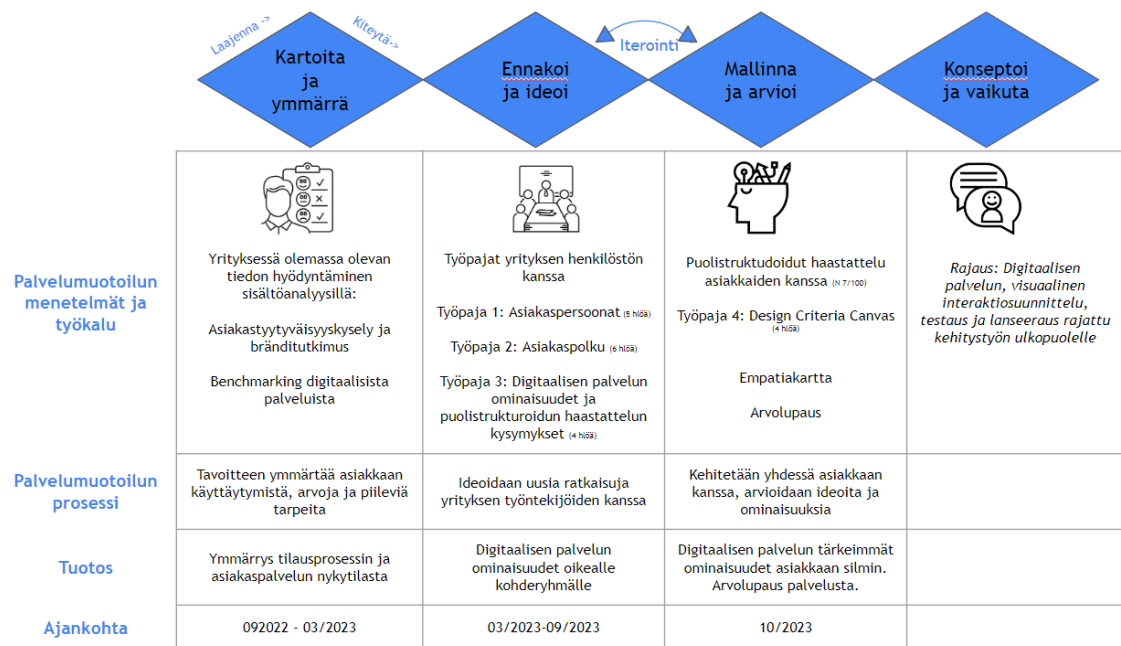 Laajenna ->
Kiteytä->
Iterointi
Kartoita
ja
ymmärrä
Ennakoi
ja ideoi
Mallinna
ja arvioi
Konseptoi
ja vaikuta
Palvelumuotoilun
menetelmät ja
työkalu
Yrityksessä olemassa olevan
tiedon hyödyntäminen
sisältöanalyysillä:
Asiakastyytyväisyyskysely ja
bränditutkimus
Benchmarking digitaalisista
palveluista
Työpajat yrityksen henkilöstön
kanssa
Työpaja 1: Asiakaspersoonat (5 hlöä)
Työpaja 2: Asiakaspolku (6 hlöä)
Työpaja 3: Digitaalisen palvelun
ominaisuudet ja
puolistrukturoidun haastattelun
kysymykset (4 hlöä)
Puolistruktudoidut haastattelu
asiakkaiden kanssa (N 7/100)
Työpaja 4: Design Criteria Canvas
(4 hlöä)
Empatiakartta
Arvolupaus
Rajaus: Digitaalisen
palvelun, visuaalinen
interaktiosuunnittelu,
testaus ja lanseeraus rajattu
kehitystyön ulkopuolelle
Palvelumuotoilun
prosessi
Tavoitteen ymmärtää asiakkaan
käyttäytymistä, arvoja ja piileviä
tarpeita
Ideoidaan uusia ratkaisuja
yrityksen työntekijöiden kanssa
Kehitetään yhdessä asiakkaan
kanssa, arvioidaan ideoita ja
ominaisuuksia
Tuotos
Ymmärrys tilausprosessin ja
asiakaspalvelun nykytilasta
Digitaalisen palvelun
ominaisuudet oikealle
kohderyhmälle
Digitaalisen palvelun tärkeimmät
ominaisuudet asiakkaan silmin.
Arvolupaus palvelusta.
Ajankohta
092022 - 03/2023
03/2023-09/2023
10/2023